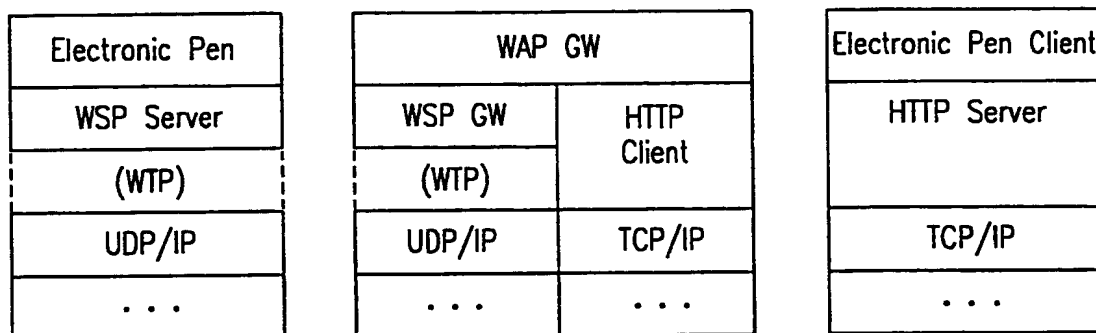 Electronic Pen
WSP Server
(WTP)
UDP/IP
. . .
WAP GW
WSP GW
(WTP)
UDP/IP
. . .
HTTP
Client
TCP/IP
. . .
Electronic Pen Client
HTTP Server
TCP/IP
. . .